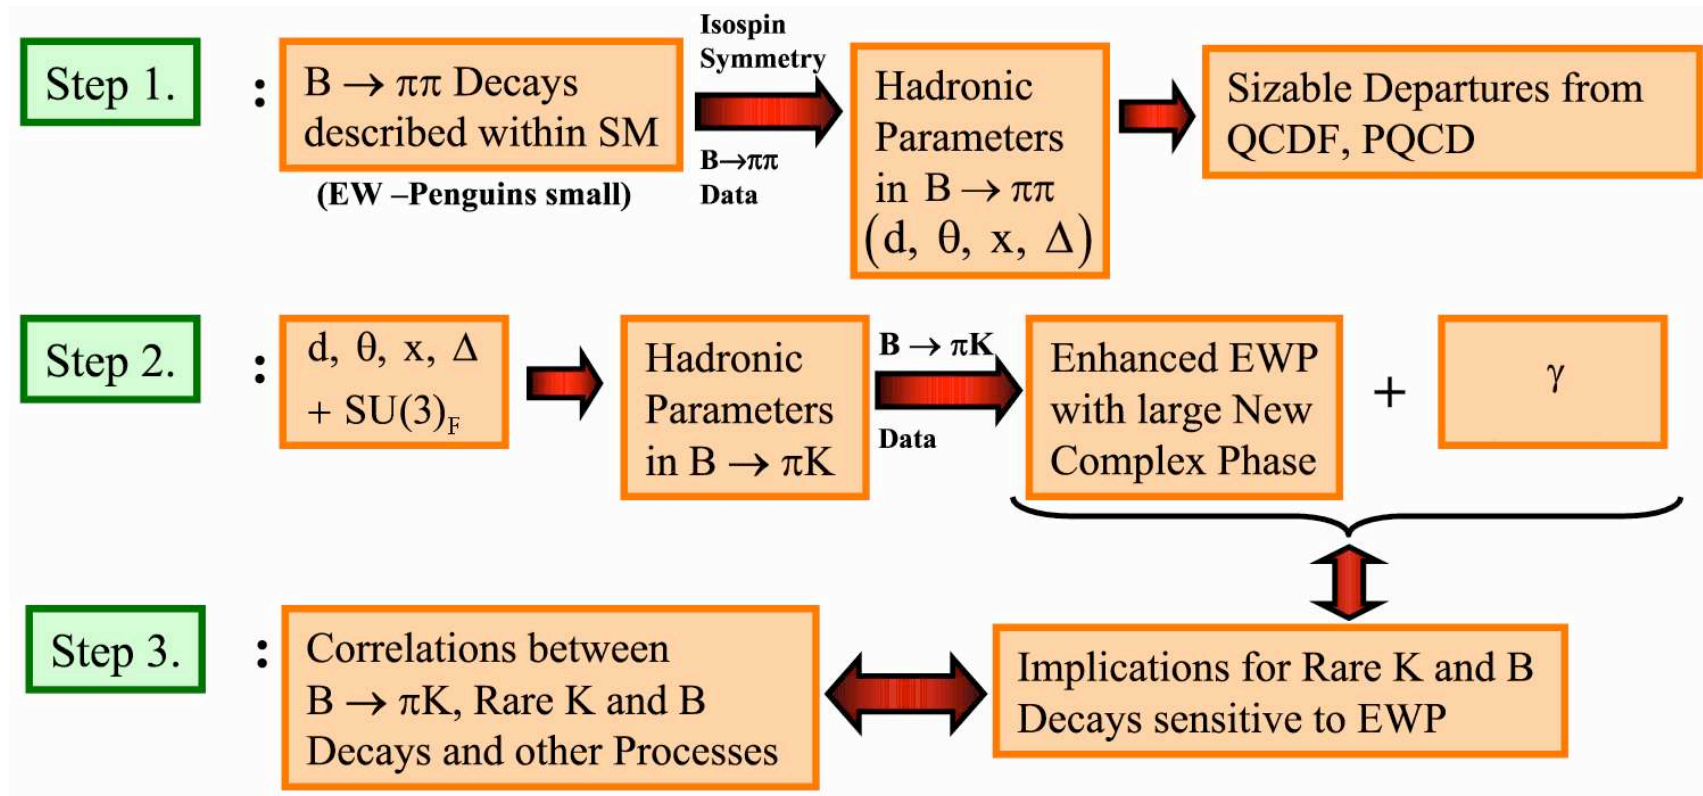 Step 1.
:
B → ππ Decays
described within SM
(EW –Penguins small)
Isospin
Symmetry
B→ππ
Data
Hadronic
Parameters
in B → ππ
(d, θ, x, Δ)
Sizable Departures from
QCDF, PQCD
Step 2.
:
d, θ, x, Δ
+ SU(3)F
Hadronic
Parameters
in B → πK
B → πK
Data
Enhanced EWP
with large New
Complex Phase
+
γ
Step 3.
:
Correlations between
B → πK, Rare K and B
Decays and other Processes
Implications for Rare K and B
Decays sensitive to EWP